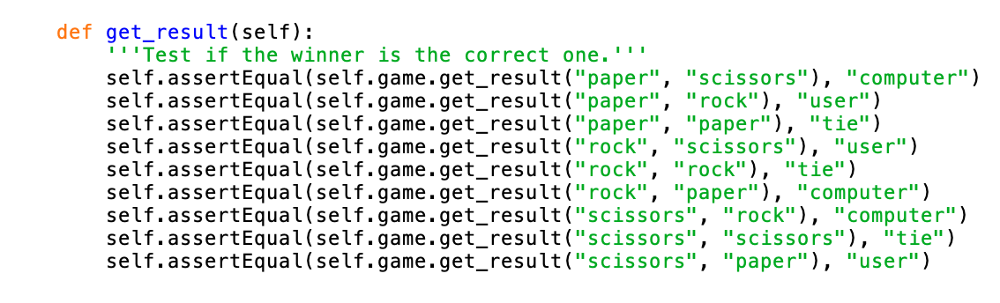 def get_result(self):
    '''Test if the winner is the correct one.'''
    self.assertEqual(self.game.get_result("paper", "scissors"), "computer")
    self.assertEqual(self.game.get_result("paper", "rock"), "user")
    self.assertEqual(self.game.get_result("paper", "paper"), "tie")
    self.assertEqual(self.game.get_result("rock", "scissors"), "user")
    self.assertEqual(self.game.get_result("rock", "rock"), "tie")
    self.assertEqual(self.game.get_result("rock", "paper"), "computer")
    self.assertEqual(self.game.get_result("scissors", "rock"), "computer")
    self.assertEqual(self.game.get_result("scissors", "scissors"), "tie")
    self.assertEqual(self.game.get_result("scissors", "paper"), "user")